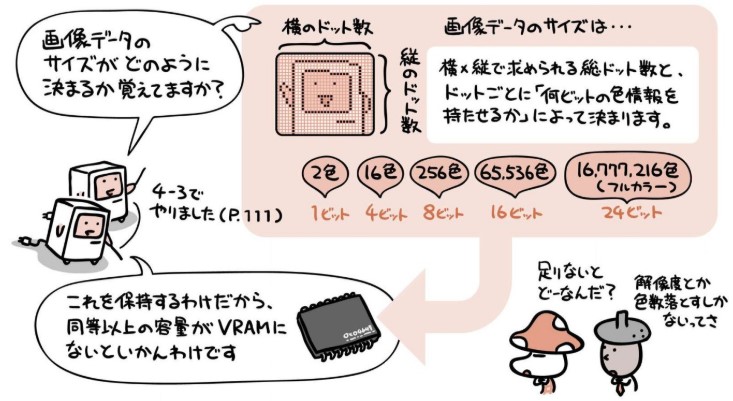 画像データの
サイズが どのように
決まるか 覚えてますか?
横のドット数
縦のドット数
画像データのサイズは…
横×縦で求められる総ドット数と、
ドットごとに「何ビットの色情報を
持たせるか」によって決まります。
2色 16色 256色 65,536色 16,777,216色
(フルカラー)
1ビット 4ビット 8ビット 16ビット 24ビット
4-3で
やりました(P.111)
これを保持するわけだから、
同等以上の容量が VRAMに
ないといかんわけです
足りないと
どーなんだ?
解像度とか
色数落とすしか
ないってさ